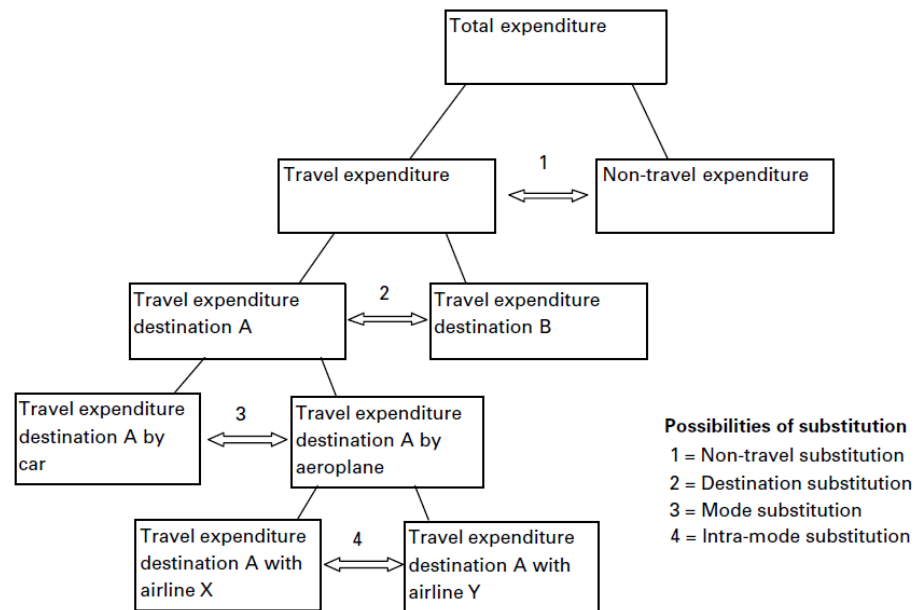 Total expenditure
1
Travel expenditure
Non-travel expenditure
2
Travel expenditure
destination A
Travel expenditure
destination B
3
Travel expenditure
destination A by
car
Travel expenditure
destination A by
aeroplane
4
Travel expenditure
destination A with
airline X
Travel expenditure
destination A with
airline Y
Possibilities of substitution
1 = Non-travel substitution
2 = Destination substitution
3 = Mode substitution
4 = Intra-mode substitution